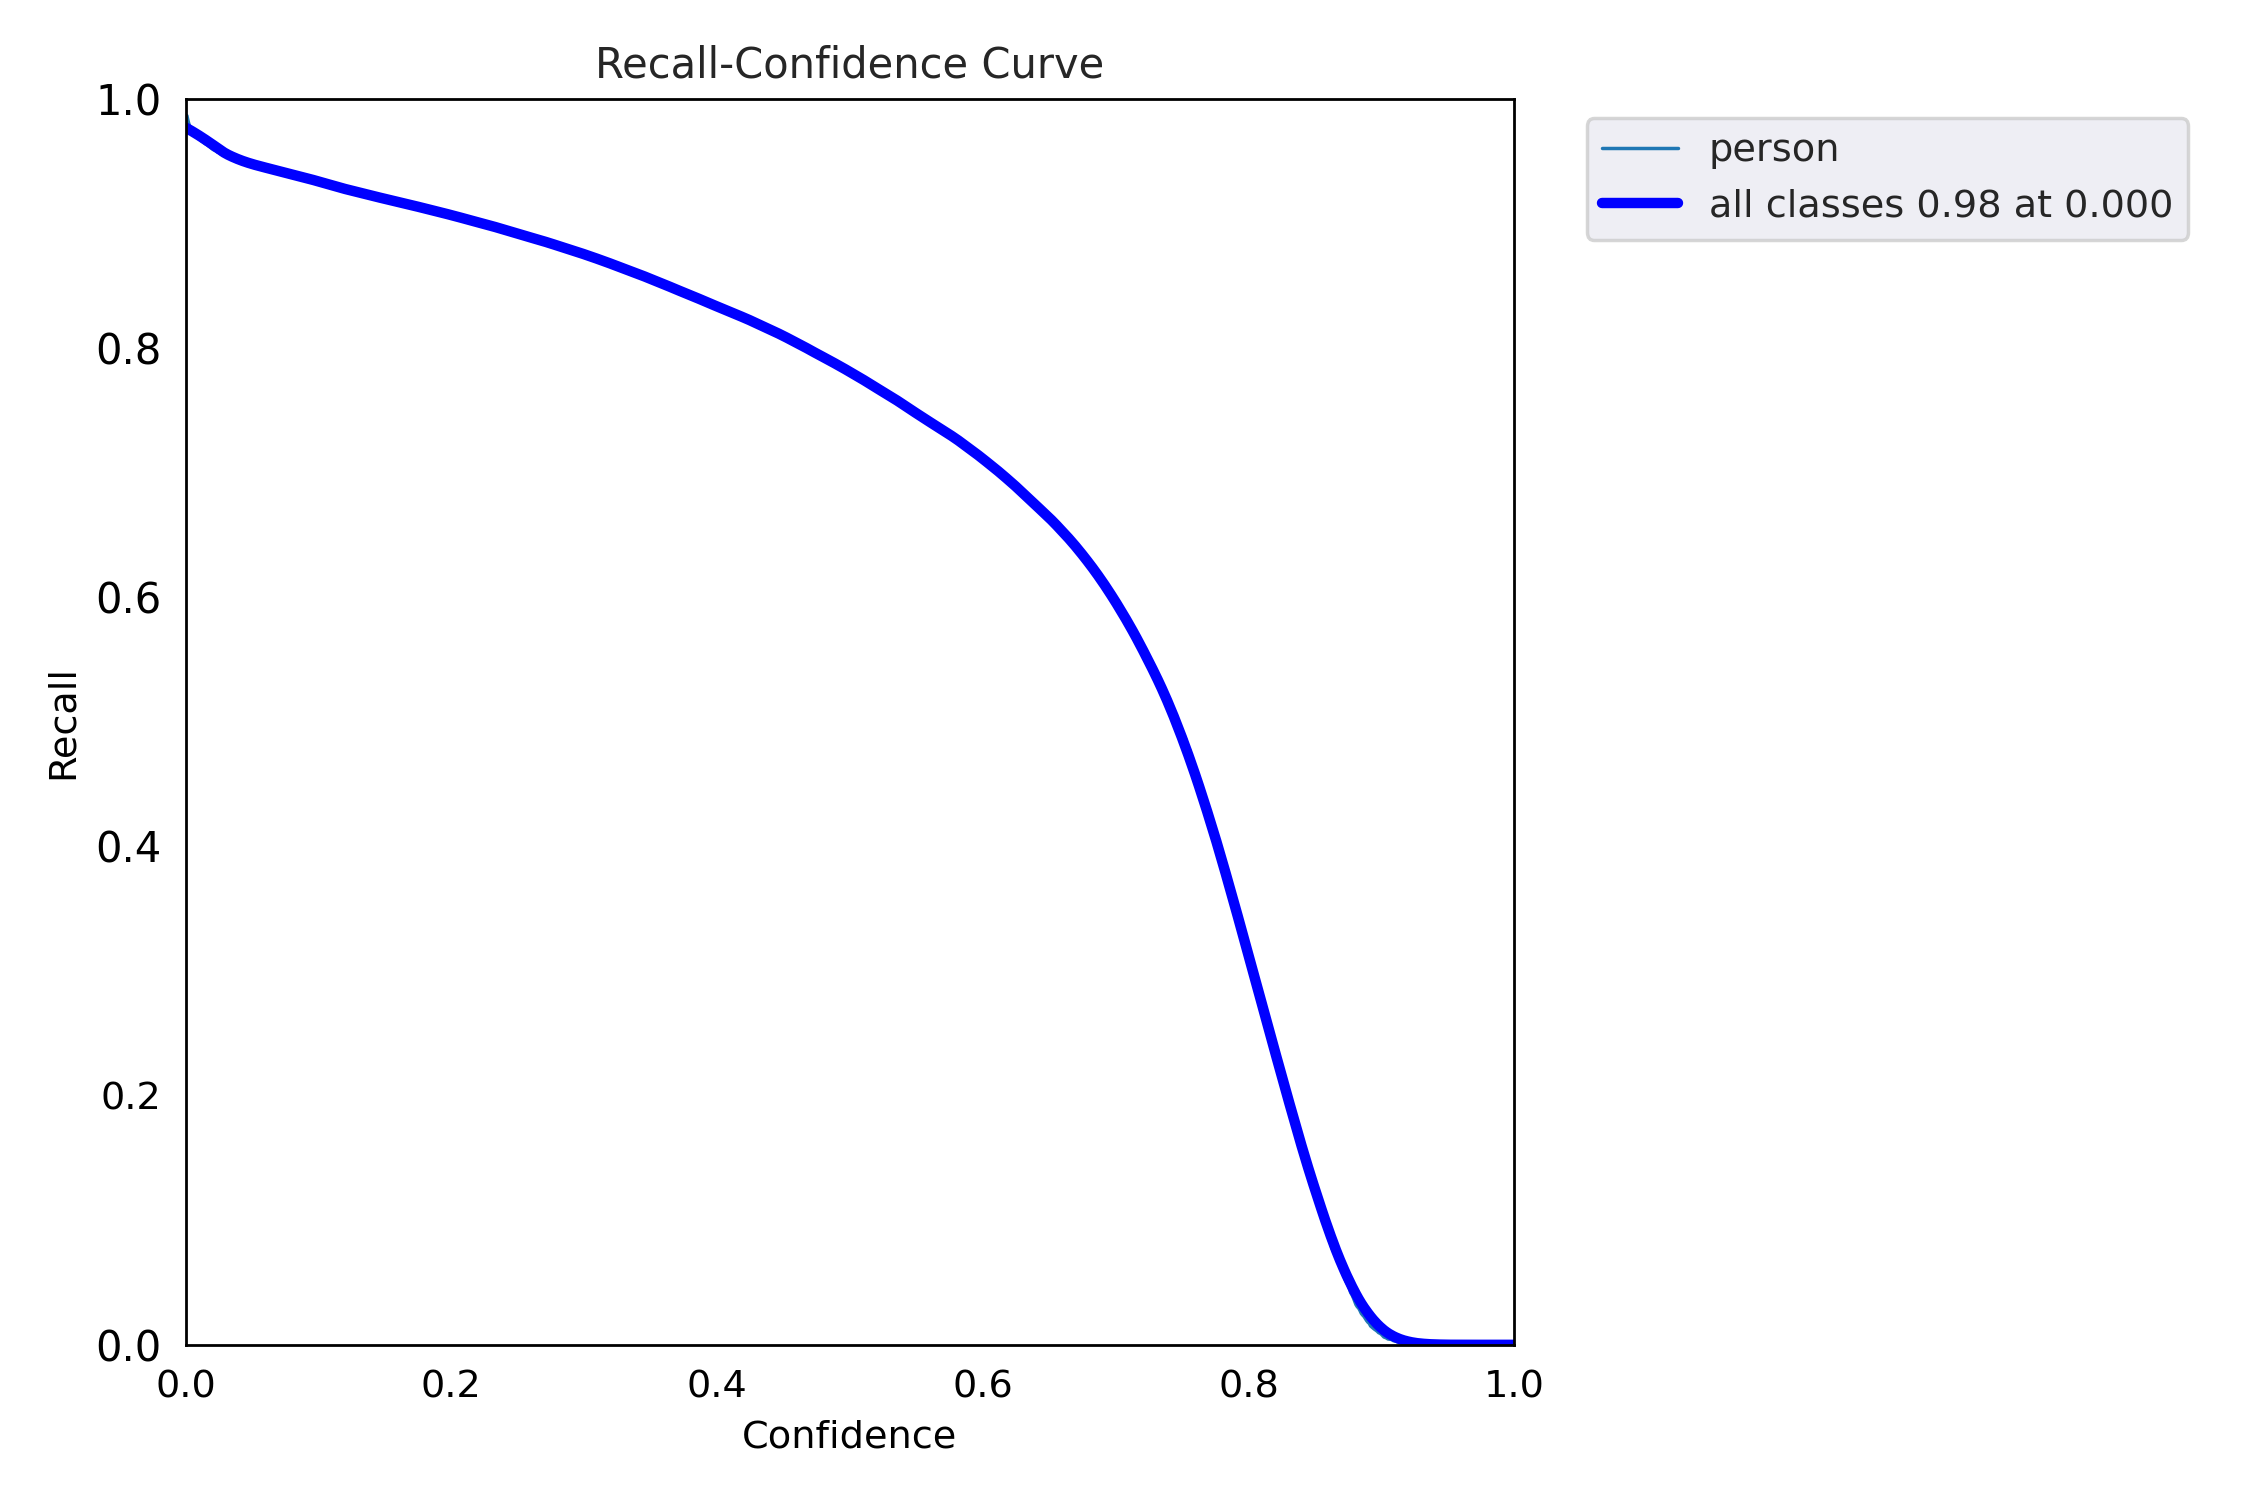 Recall-Confidence Curve
1.0
0.8
0.6
0.4
0.2
0.0
Recall
0.0 0.2 0.4 0.6 0.8 1.0
Confidence
person
all classes 0.98 at 0.000